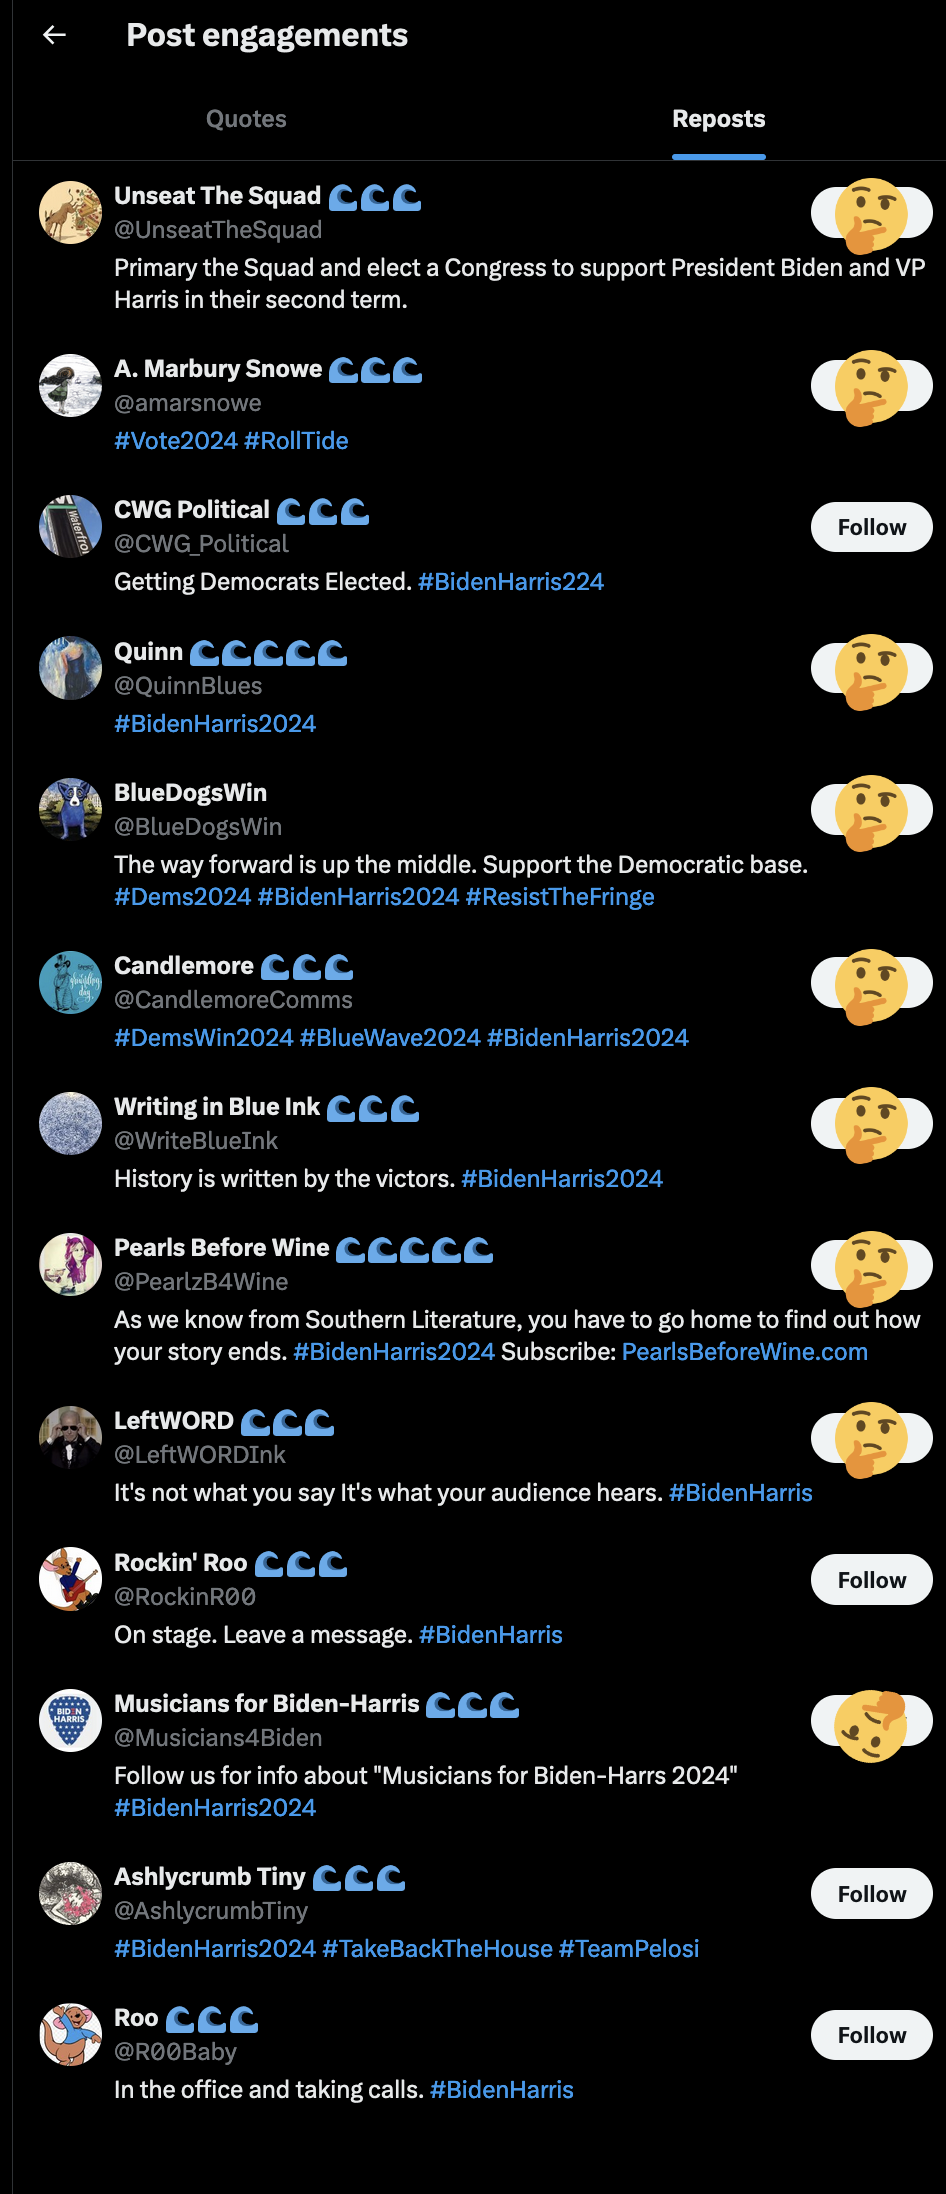 Post engagements
Quotes
Reposts
Unseat The Squad 🌊🌊🌊
@UnseatTheSquad
Primary the Squad and elect a Congress to support President Biden and VP
Harris in their second term.
A. Marbury Snowe 🌊🌊🌊
@amarsnowe
#Vote2024 #RollTide
CWG Political 🌊🌊🌊
@CWG_Political
Follow
Getting Democrats Elected. #BidenHarris224
Quinn 🌊🌊🌊🌊🌊
@QuinnBlues
#BidenHarris2024
BlueDogsWin
@BlueDogsWin
The way forward is up the middle. Support the Democratic base.
#Dems2024 #BidenHarris2024 #ResistTheFringe
Candlemore 🌊🌊🌊
@CandlemoreComms
#DemsWin2024 #BlueWave2024 #BidenHarris2024
Writing in Blue Ink 🌊🌊🌊
@WriteBlueInk
History is written by the victors. #BidenHarris2024
Pearls Before Wine 🌊🌊🌊🌊🌊
@PearlzB4Wine
As we know from Southern Literature, you have to go home to find out how
your story ends. #BidenHarris2024 Subscribe: PearlsBeforeWine.com
LeftWORD 🌊🌊🌊
@LeftWORDInk
It's not what you say It's what your audience hears. #BidenHarris
Rockin' Roo 🌊🌊🌊
@RockinR00
Follow
On stage. Leave a message. #BidenHarris
BIDEN
HARRIS
Musicians for Biden-Harris 🌊🌊🌊
@Musicians4Biden
Follow us for info about "Musicians for Biden-Harrs 2024"
#BidenHarris2024
Ashlycrumb Tiny 🌊🌊🌊
@AshlycrumbTiny
Follow
#BidenHarris2024 #TakeBackTheHouse #TeamPelosi
Roo 🌊🌊🌊
@R00Baby
Follow
In the office and taking calls. #BidenHarris